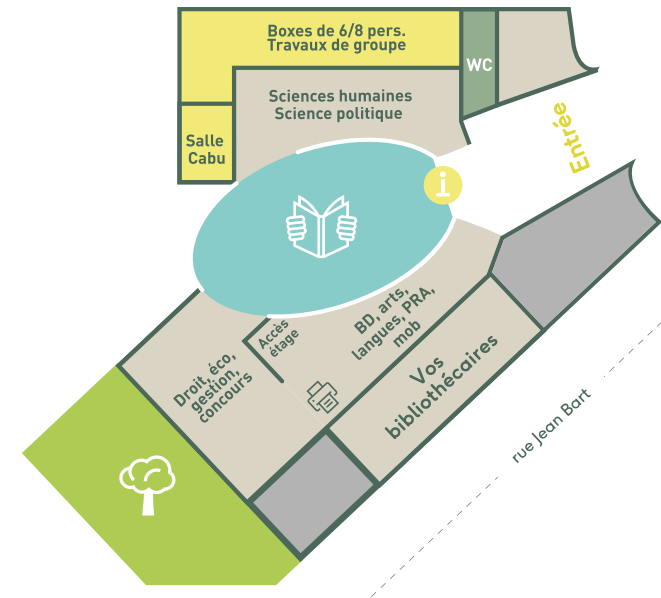 Boxes de 6/8 pers.
Travaux de groupe
WC
Sciences humaines
Science politique
Entrée
Salle
Cabu
i
Accès
étage
BD, arts,
langues, PRA,
mob
Droit, éco,
gestion,
concours
Vos
bibliothécaires
rue Jean Bart